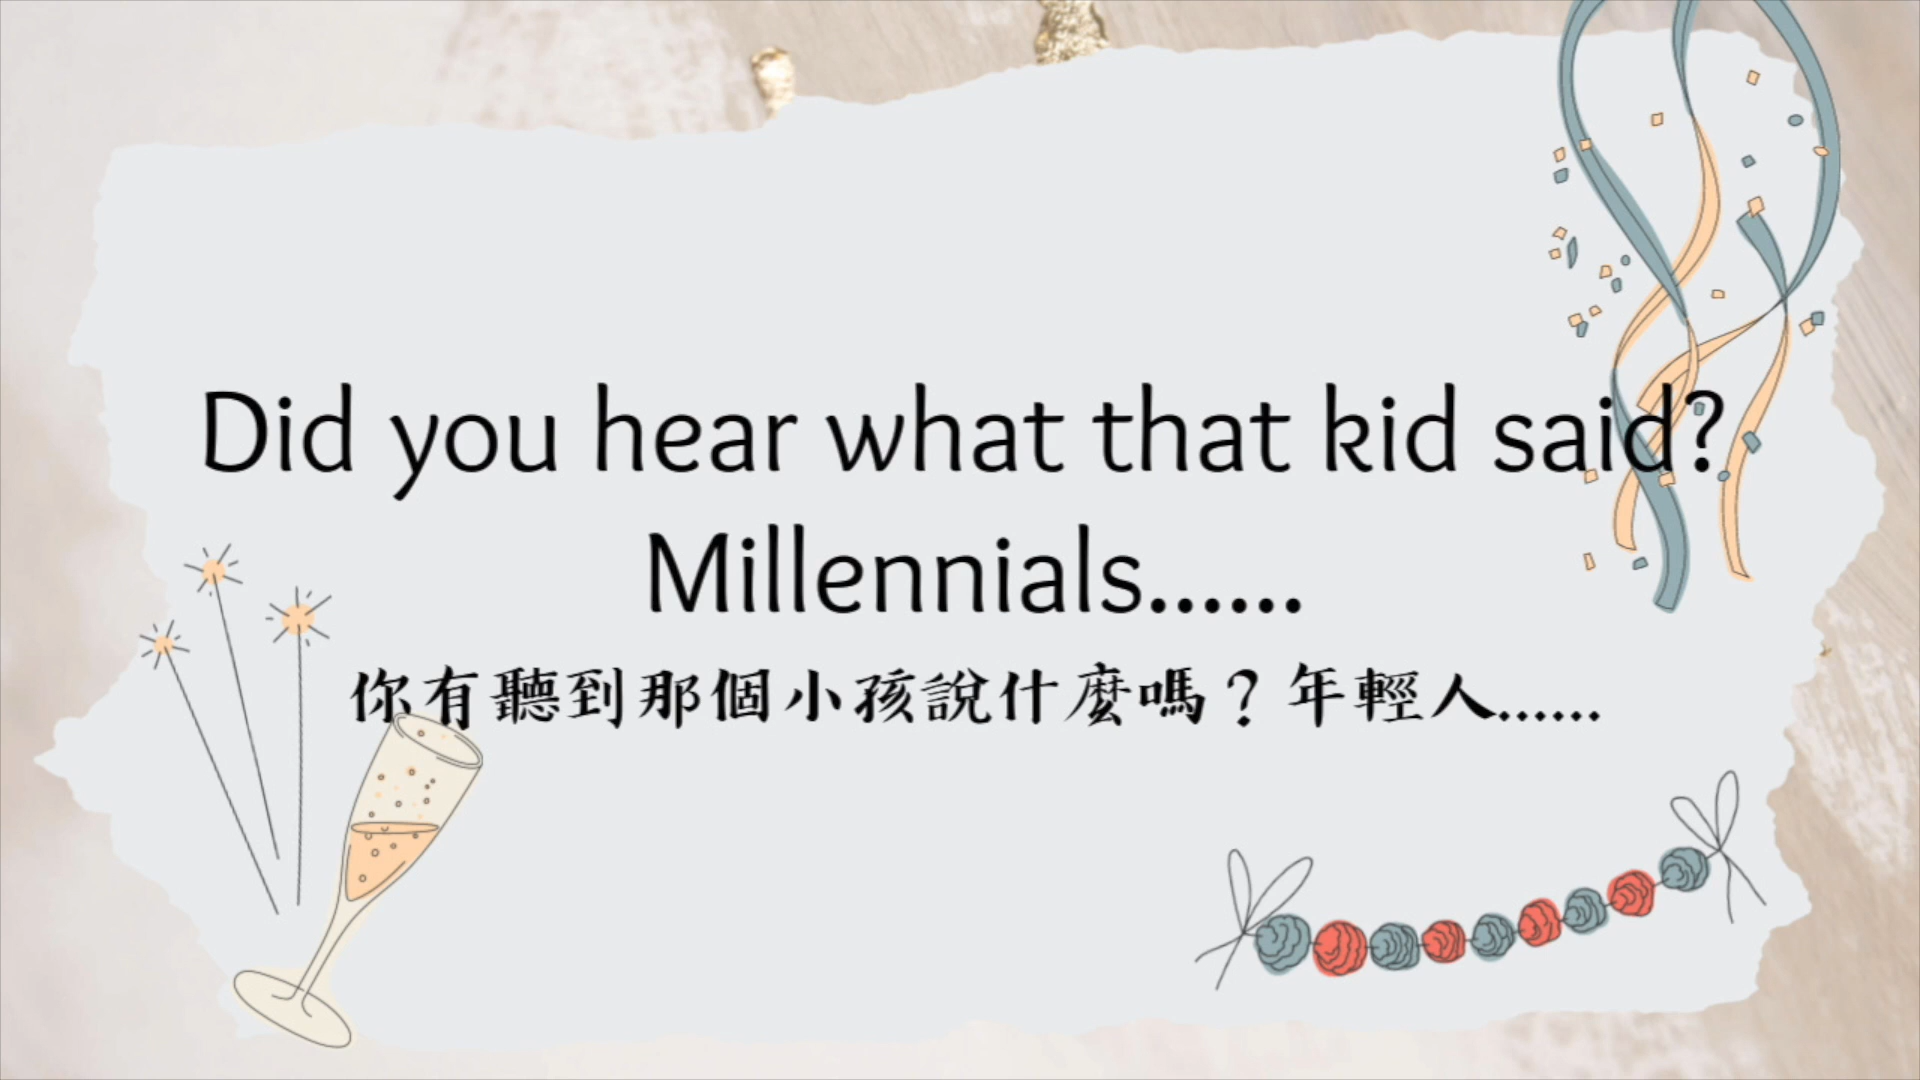 Did you hear what that kid said?
Millennials......
你有聽到那個小孩說什麼嗎？年輕人......